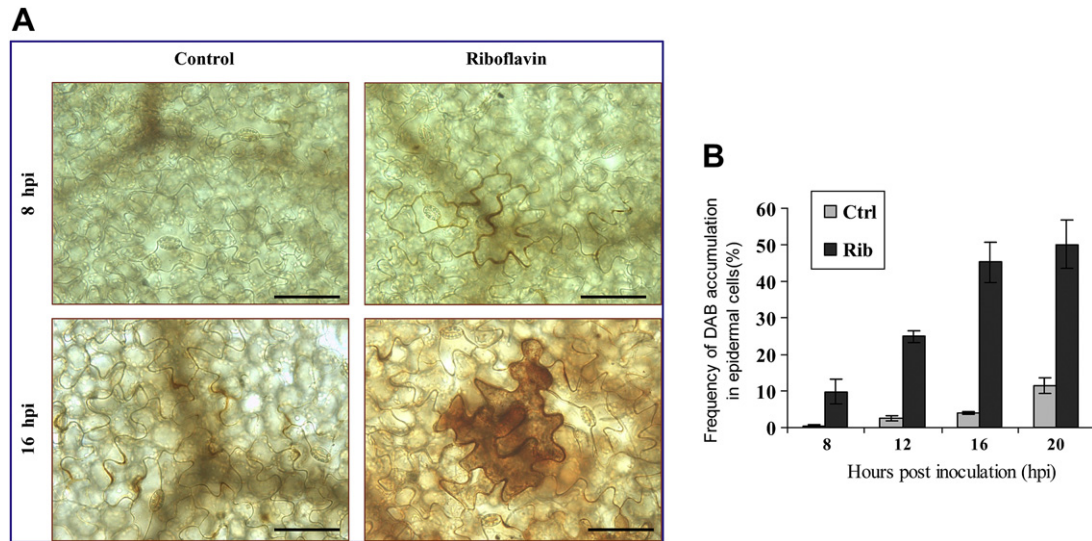 A
Control
Riboflavin
8 hpi
16 hpi
B
Ctrl
Rib
Frequency of DAB accumulation
in epidermal cells(%)
60
50
40
30
20
10
0
8 12 16 20
Hours post inoculation (hpi)